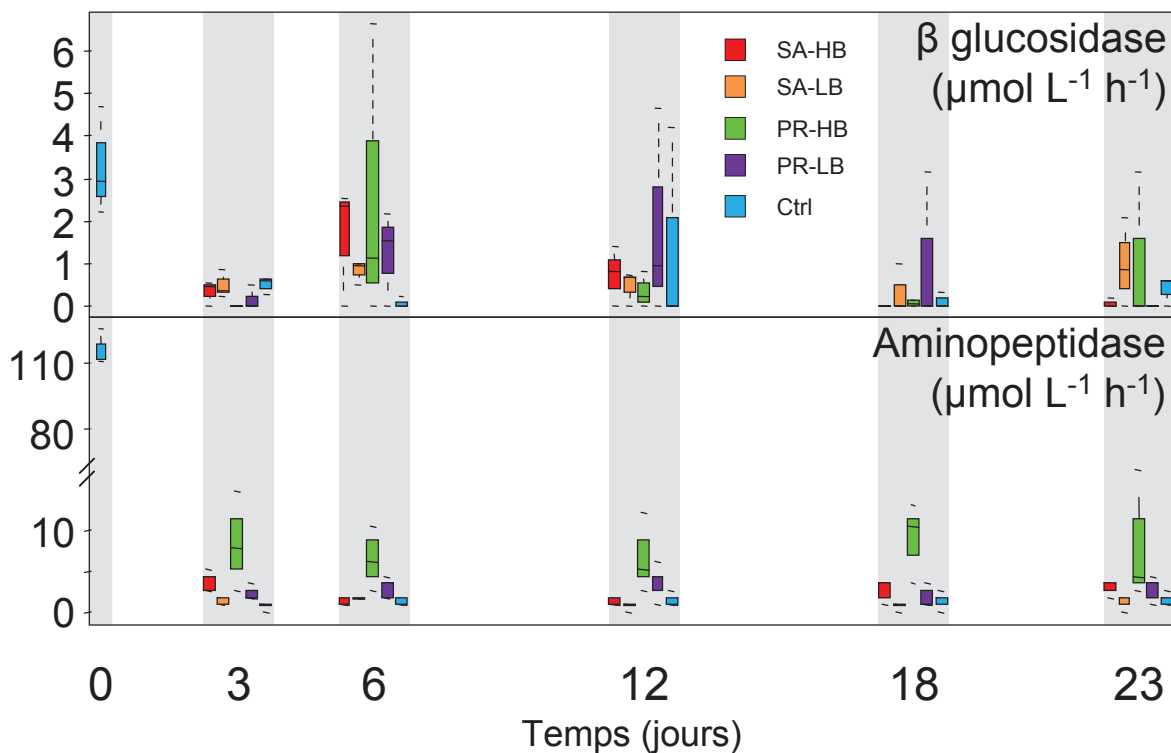 β glucosidase
(µmol L-1 h-1)
6
5
4
3
2
1
0
SA-HB
SA-LB
PR-HB
PR-LB
Ctrl
Aminopeptidase
(µmol L-1 h-1)
110
80
10
0
0 3 6 12 18 23
Temps (jours)